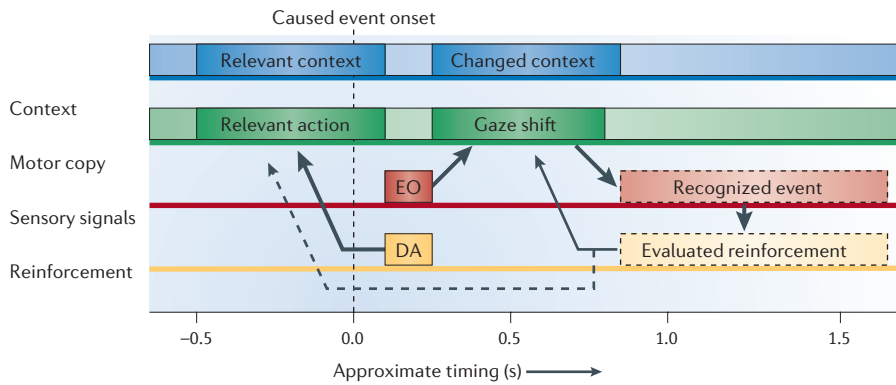 Caused event onset
Relevant context
Changed context
Context
Relevant action
Gaze shift
Motor copy
EO
Recognized event
Sensory signals
DA
Evaluated reinforcement
Reinforcement
–0.5
0.0
0.5
1.0
1.5
Approximate timing (s)